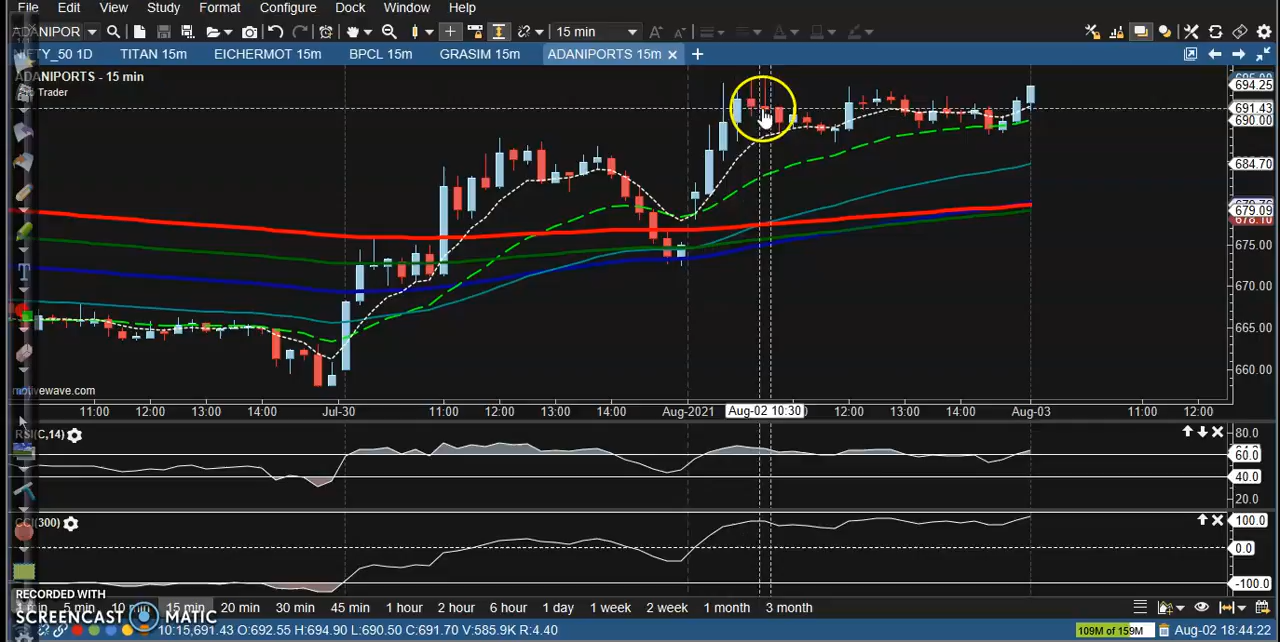 File Edit View Study Format Configure Dock Window Help
ADANIPOR 15 min
NIFTY_50 1D TITAN 15m EICHERMOT 15m BPCL 15m GRASIM 15m ADANIPORTS 15m
ADANIPORTS - 15 min
Trader
694.25
691.43
690.00
684.70
679.09
675.00
670.00
665.00
660.00
motivewave.com
11:00 12:00 13:00 14:00 Jul-30 11:00 12:00 13:00 14:00 Aug-2021 Aug-02 10:30 12:00 13:00 14:00 Aug-03 11:00 12:00
RSI(C,14)
80.0
60.0
40.0
20.0
CCI(300)
100.0
0.0
-100.0
RECORDED WITH
SCREENCAST MATIC
15 min 20 min 30 min 45 min 1 hour 2 hour 6 hour 1 day 1 week 2 week 1 month 3 month
10:15,691.43 O:692.55 H:694.90 L:690.50 C:691.70 V:585.9K R:4.40 109M of 159M Aug-02 18:44:22